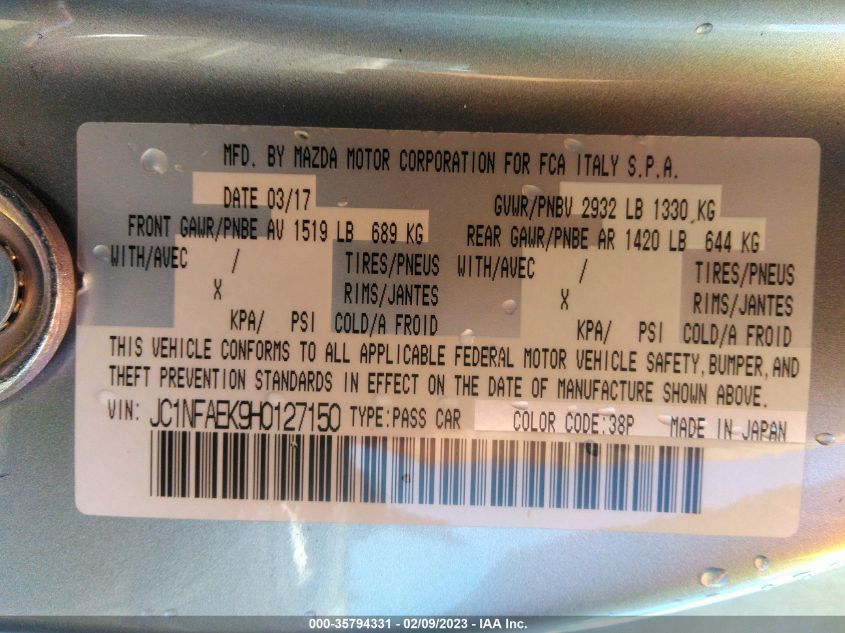 MFD. BY MAZDA MOTOR CORPORATION FOR FCA ITALY S.P.A.
DATE 03/17 GVWR/PNBV 2932 LB 1330 KG
FRONT GAWR/PNBE AV 1519 LB 689 KG REAR GAWR/PNBE AR 1420 LB 644 KG
WITH/AVEC / TIRES/PNEUS WITH/AVEC / TIRES/PNEUS
X RIMS/JANTES X RIMS/JANTES
KPA/ PSI COLD/A FROID KPA/ PSI COLD/A FROID
THIS VEHICLE CONFORMS TO ALL APPLICABLE FEDERAL MOTOR VEHICLE SAFETY, BUMPER, AND
THEFT PREVENTION STANDARDS IN EFFECT ON THE DATE OF MANUFACTURE SHOWN ABOVE.
VIN: JC1NFAEK9H0127150 TYPE:PASS CAR COLOR CODE:38P MADE IN JAPAN
000-35794331 - 02/09/2023 - IAA Inc.